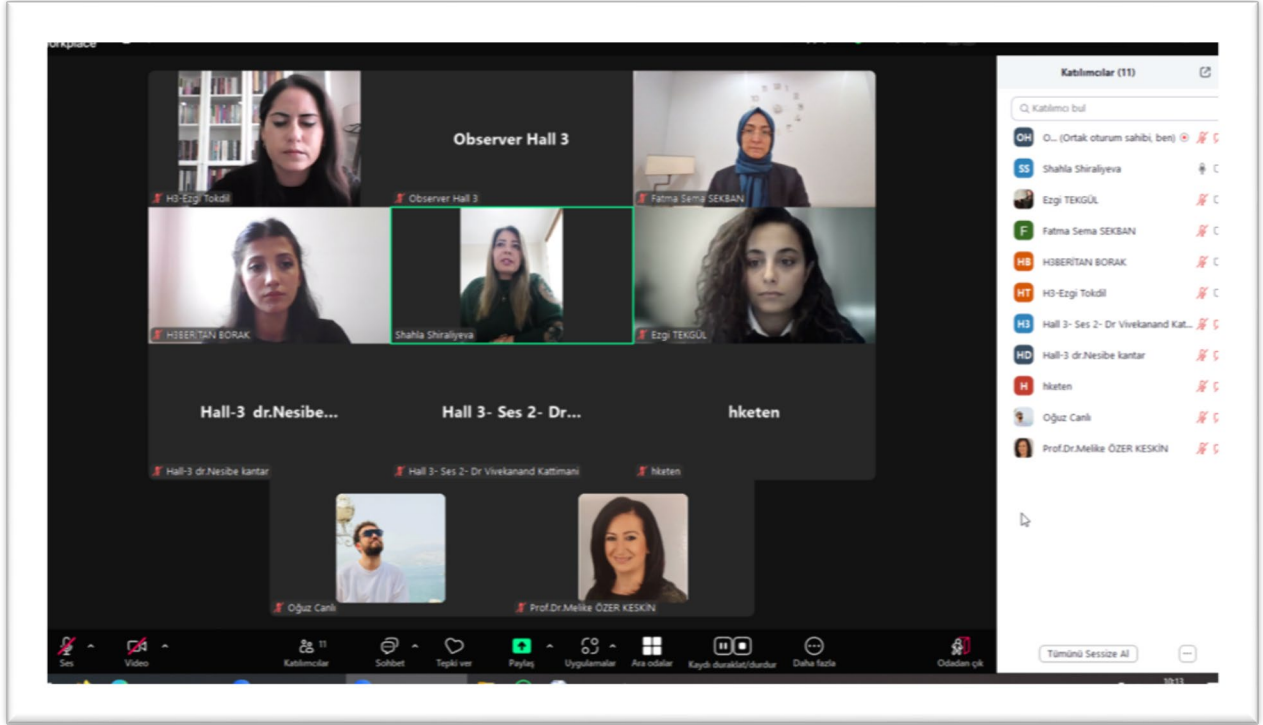 orkplace
Observer Hall 3
H3-Ezgi Tokdil
Observer Hall 3
Fatma Sema SEKBAN
H3BERİTAN BORAK
Shahla Shiraliyeva
Ezgi TEKGÜL
Hall-3 dr.Nesibe...
Hall 3- Ses 2- Dr...
hketen
Hall-3 dr.Nesibe kantar
Hall 3- Ses 2- Dr Vivekanand Kattimani
hketen
Oğuz Canlı
Prof.Dr.Melike ÖZER KESKİN
Ses
Video
11
Katılımcılar
Sohbet
Tepki ver
Paylaş
Uygulamalar
Ara odalar
Kaydı duraklat/durdur
Daha fazla
Odadan çık
Katılımcılar (11)
Katılımcı bul
OH O... (Ortak oturum sahibi, ben)
SS Shahla Shiraliyeva
Ezgi TEKGÜL
F Fatma Sema SEKBAN
HB H3BERİTAN BORAK
HT H3-Ezgi Tokdil
H3 Hall 3- Ses 2- Dr Vivekanand Kat...
HD Hall-3 dr.Nesibe kantar
H hketen
Oğuz Canlı
Prof.Dr.Melike ÖZER KESKİN
Tümünü Sessize Al
10:13